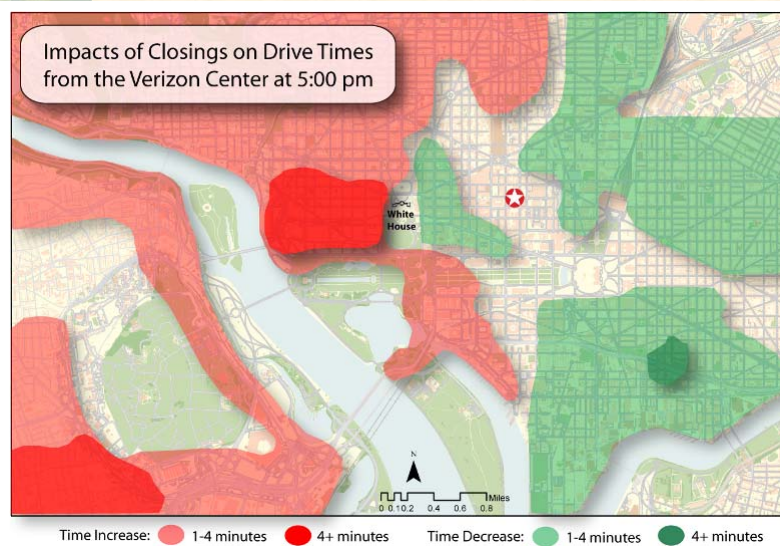 Impacts of Closings on Drive Times
from the Verizon Center at 5:00 pm
White
House
N
Miles
0 0.1 0.2 0.4 0.6 0.8
Time Increase: 1-4 minutes 4+ minutes Time Decrease: 1-4 minutes 4+ minutes